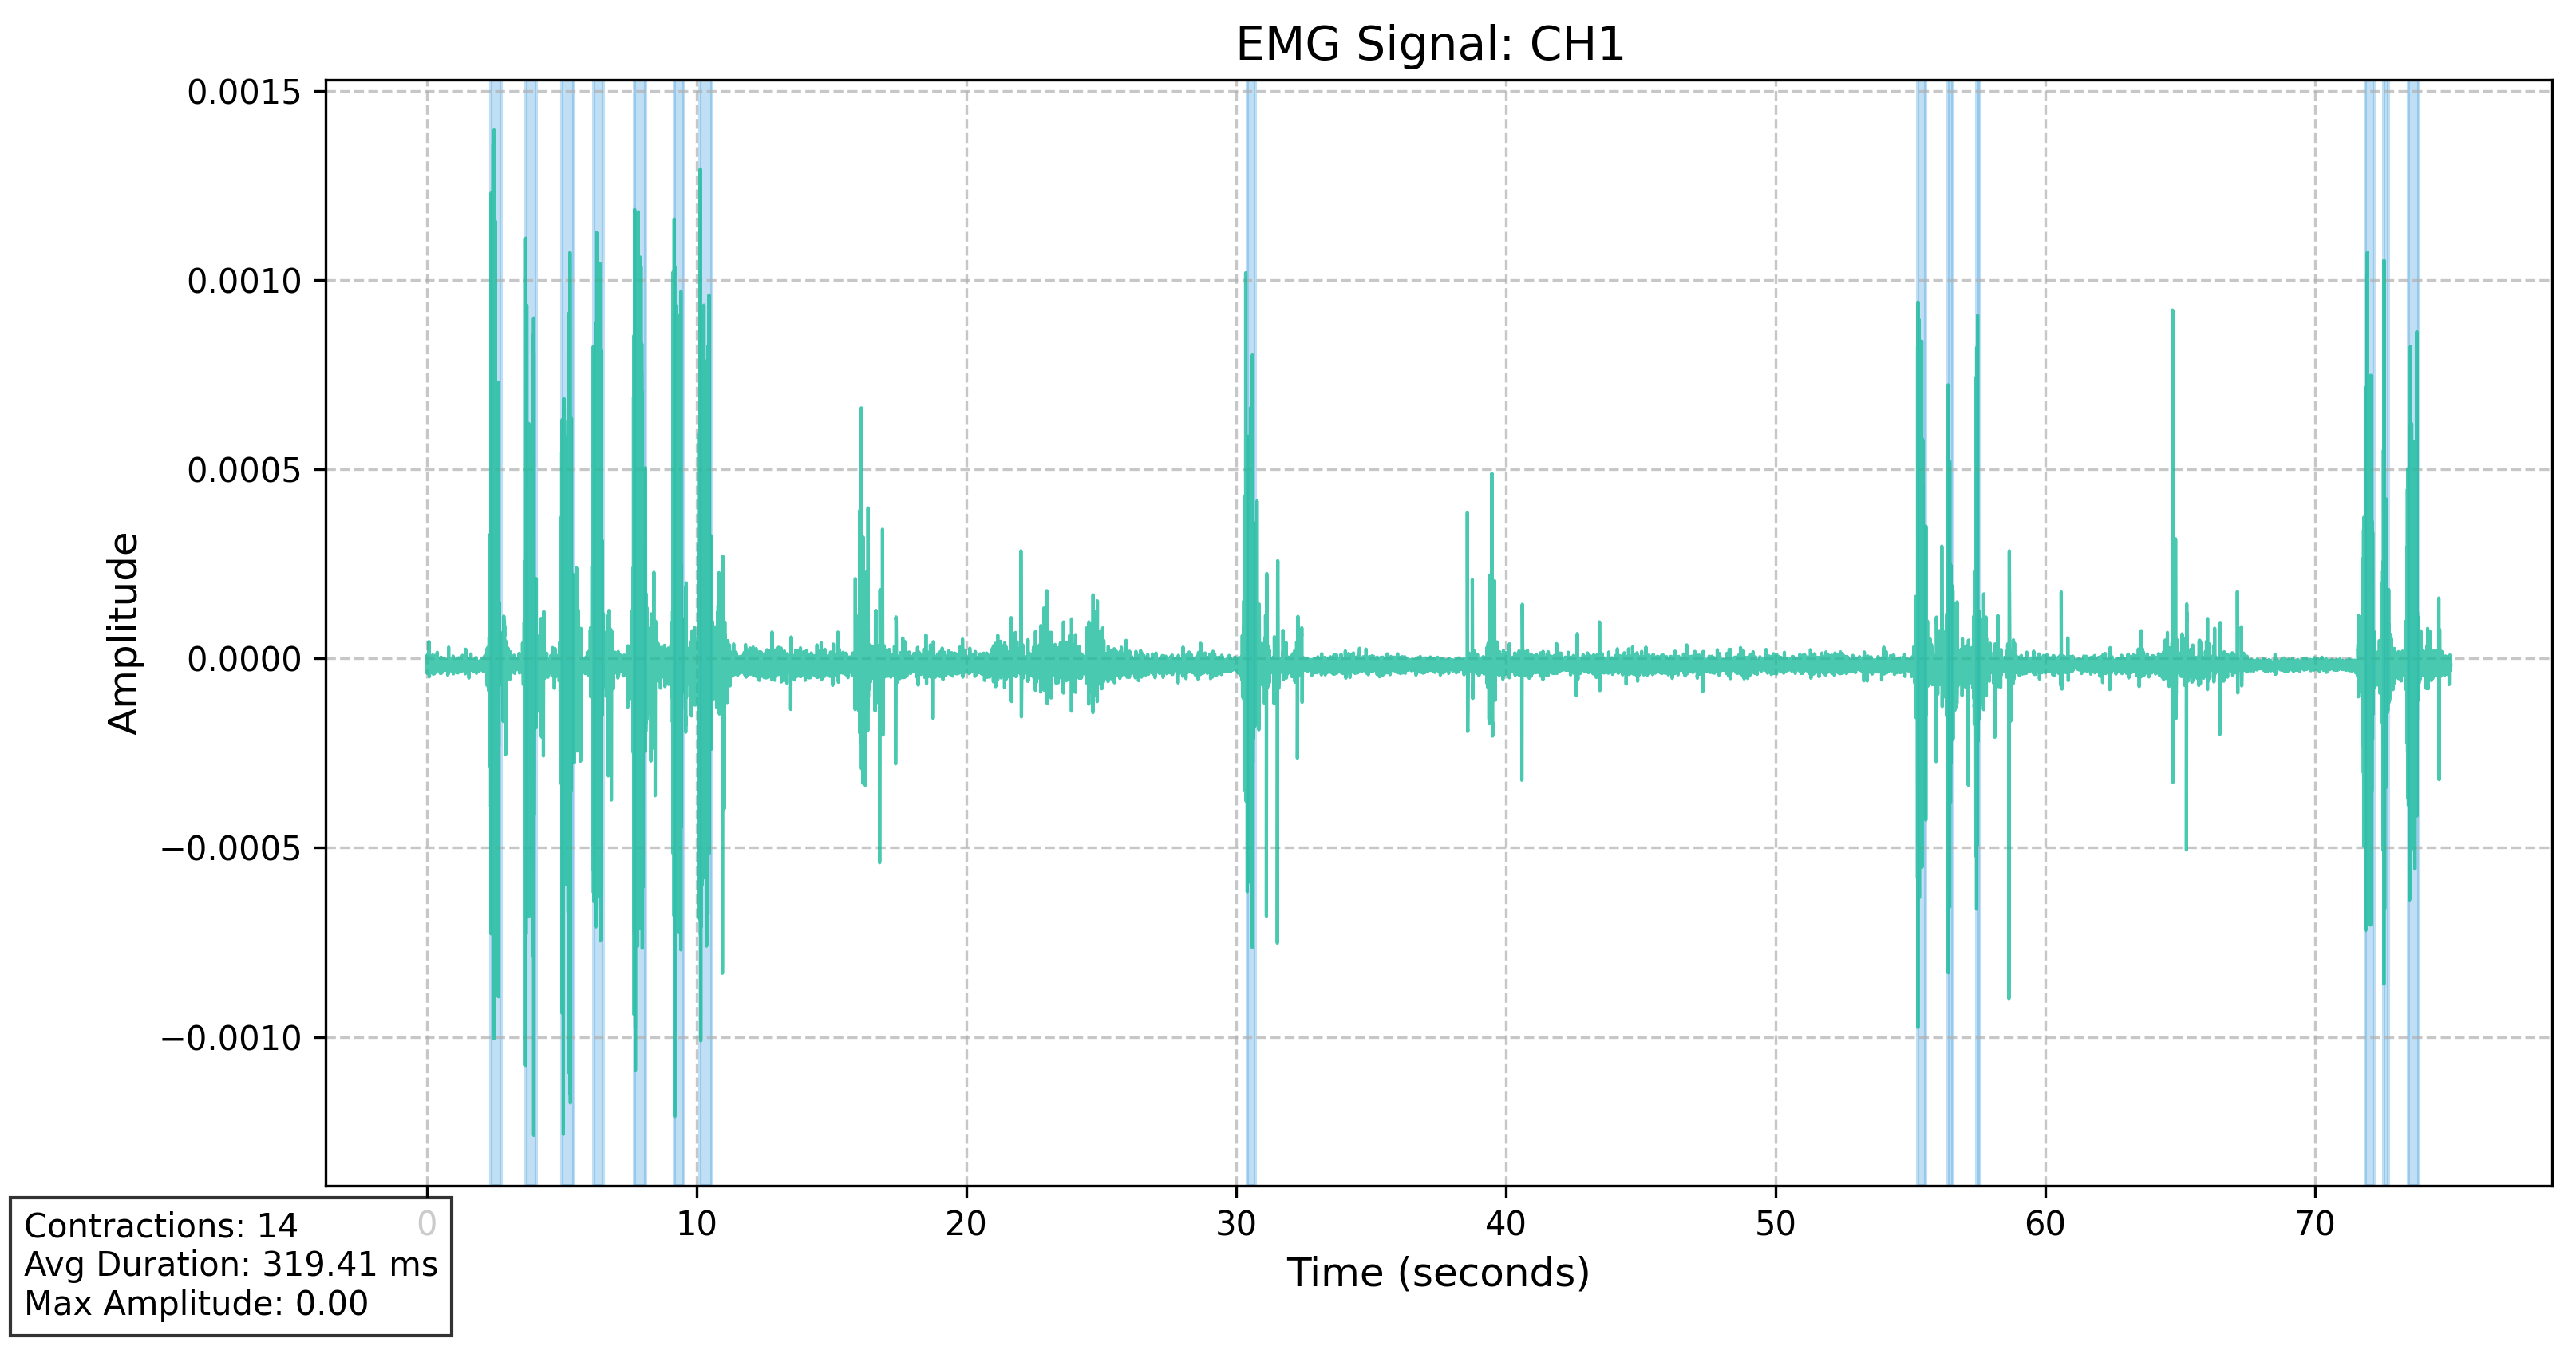 EMG Signal: CH1
0.0015
0.0010
0.0005
0.0000
−0.0005
−0.0010
Amplitude
0 10 20 30 40 50 60 70
Time (seconds)
Contractions: 14
Avg Duration: 319.41 ms
Max Amplitude: 0.00